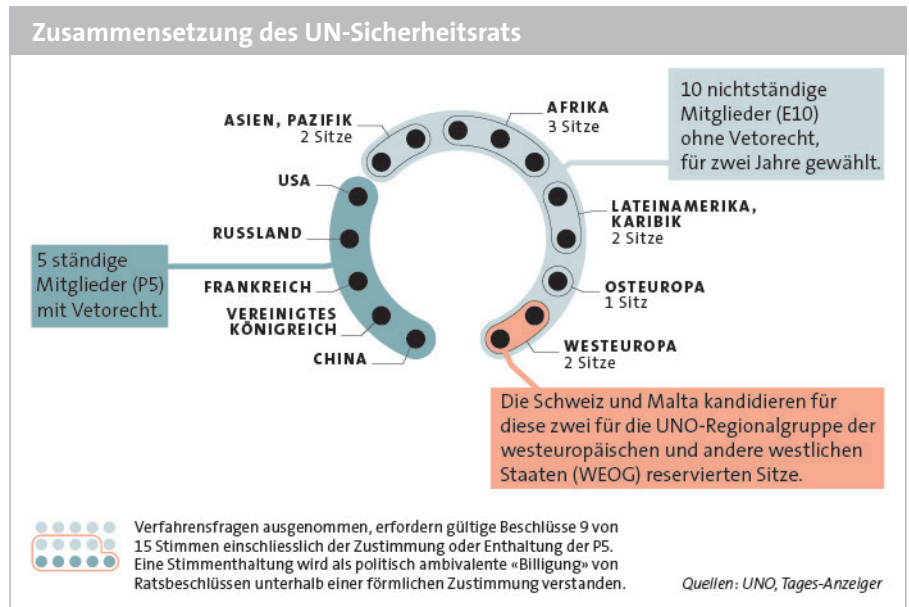 Zusammensetzung des UN-Sicherheitsrats
ASIEN, PAZIFIK
2 Sitze
AFRIKA
3 Sitze
10 nichtständige
Mitglieder (E10)
ohne Vetorecht,
für zwei Jahre gewählt.
USA
RUSSLAND
FRANKREICH
VEREINIGTES
KÖNIGREICH
CHINA
5 ständige
Mitglieder (P5)
mit Vetorecht.
LATEINAMERIKA,
KARIBIK
2 Sitze
OSTEUROPA
1 Sitz
WESTEUROPA
2 Sitze
Die Schweiz und Malta kandidieren für
diese zwei für die UNO-Regionalgruppe der
westeuropäischen und andere westlichen
Staaten (WEOG) reservierten Sitze.
Verfahrensfragen ausgenommen, erfordern gültige Beschlüsse 9 von
15 Stimmen einschliesslich der Zustimmung oder Enthaltung der P5.
Eine Stimmenthaltung wird als politisch ambivalente «Billigung» von
Ratsbeschlüssen unterhalb einer förmlichen Zustimmung verstanden.
Quellen: UNO, Tages-Anzeiger